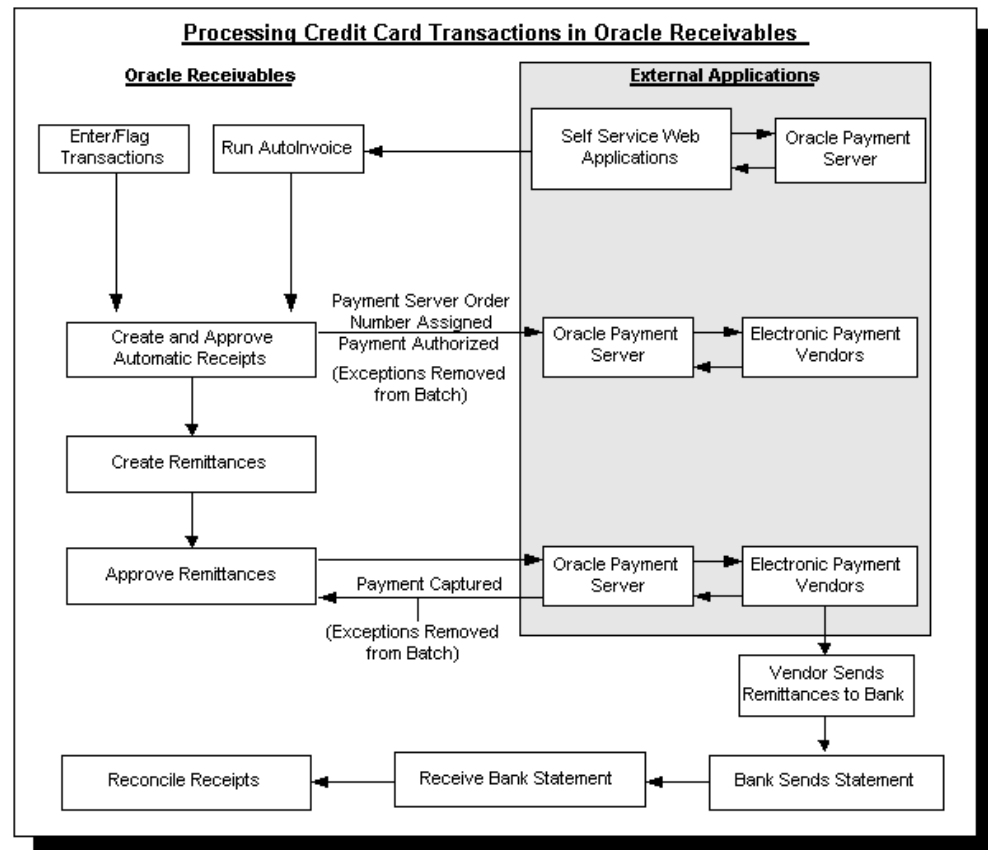 Processing Credit Card Transactions in Oracle Receivables
Oracle Receivables
External Applications
Enter/Flag
Transactions
Run AutoInvoice
Self Service Web
Applications
Oracle Payment
Server
Payment Server Order
Number Assigned
Payment Authorized
(Exceptions Removed
from Batch)
Create and Approve
Automatic Receipts
Oracle Payment
Server
Electronic Payment
Vendors
Create Remittances
Approve Remittances
Payment Captured
(Exceptions Removed
from Batch)
Oracle Payment
Server
Electronic Payment
Vendors
Vendor Sends
Remittances to Bank
Reconcile Receipts
Receive Bank Statement
Bank Sends Statement